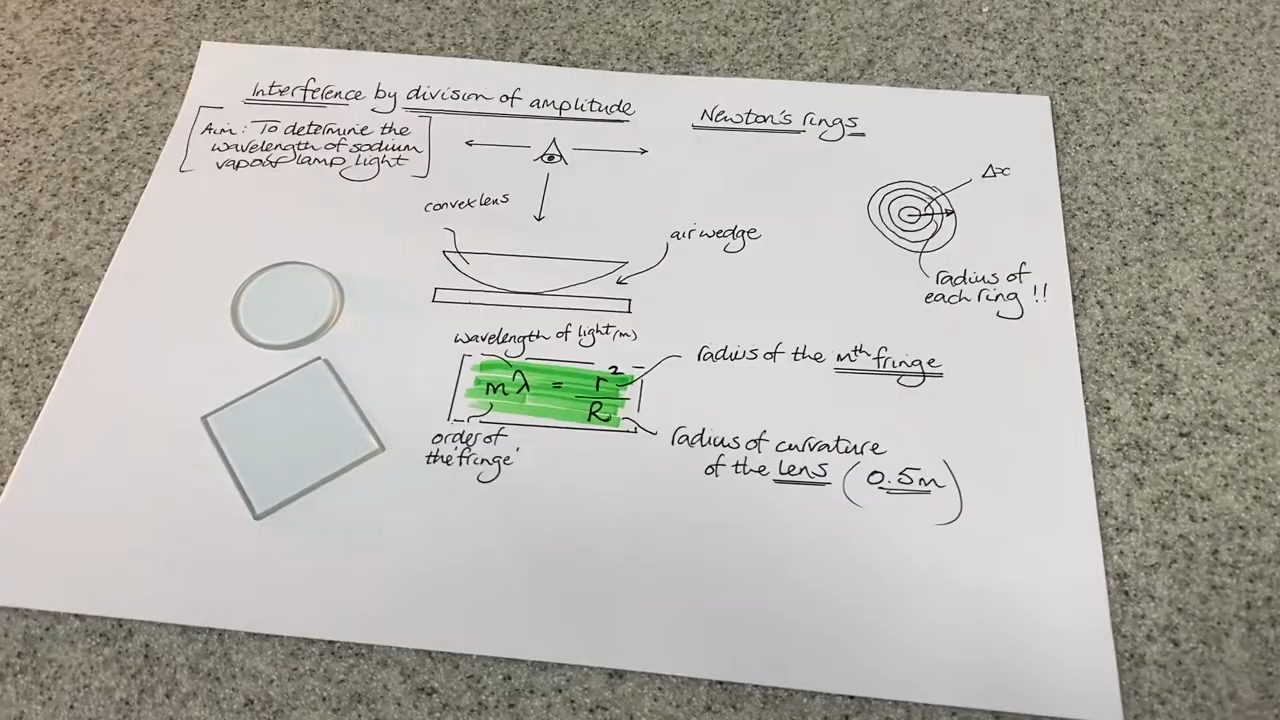 Interference by division of amplitude
Newton's rings
Aim: To determine the
wavelength of sodium
vapour lamp light
Δx
convex lens
air wedge
radius of
each ring !!
wavelength of light (m)
radius of the mth fringe
mλ = r²/R
order of
the 'fringe'
radius of curvature
of the lens (0.5m)